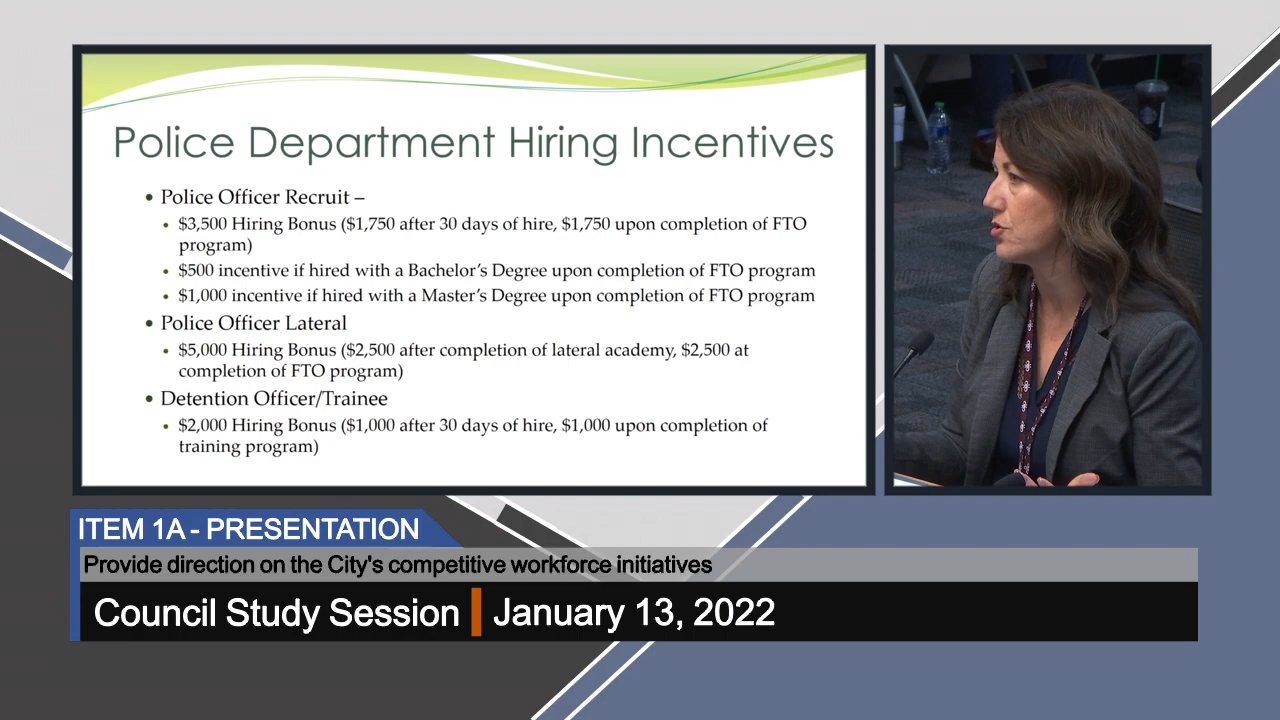 Police Department Hiring Incentives
• Police Officer Recruit –
• $3,500 Hiring Bonus ($1,750 after 30 days of hire, $1,750 upon completion of FTO
program)
• $500 incentive if hired with a Bachelor's Degree upon completion of FTO program
• $1,000 incentive if hired with a Master's Degree upon completion of FTO program
• Police Officer Lateral
• $5,000 Hiring Bonus ($2,500 after completion of lateral academy, $2,500 at
completion of FTO program)
• Detention Officer/Trainee
• $2,000 Hiring Bonus ($1,000 after 30 days of hire, $1,000 upon completion of
training program)
ITEM 1A - PRESENTATION
Provide direction on the City's competitive workforce initiatives
Council Study Session | January 13, 2022